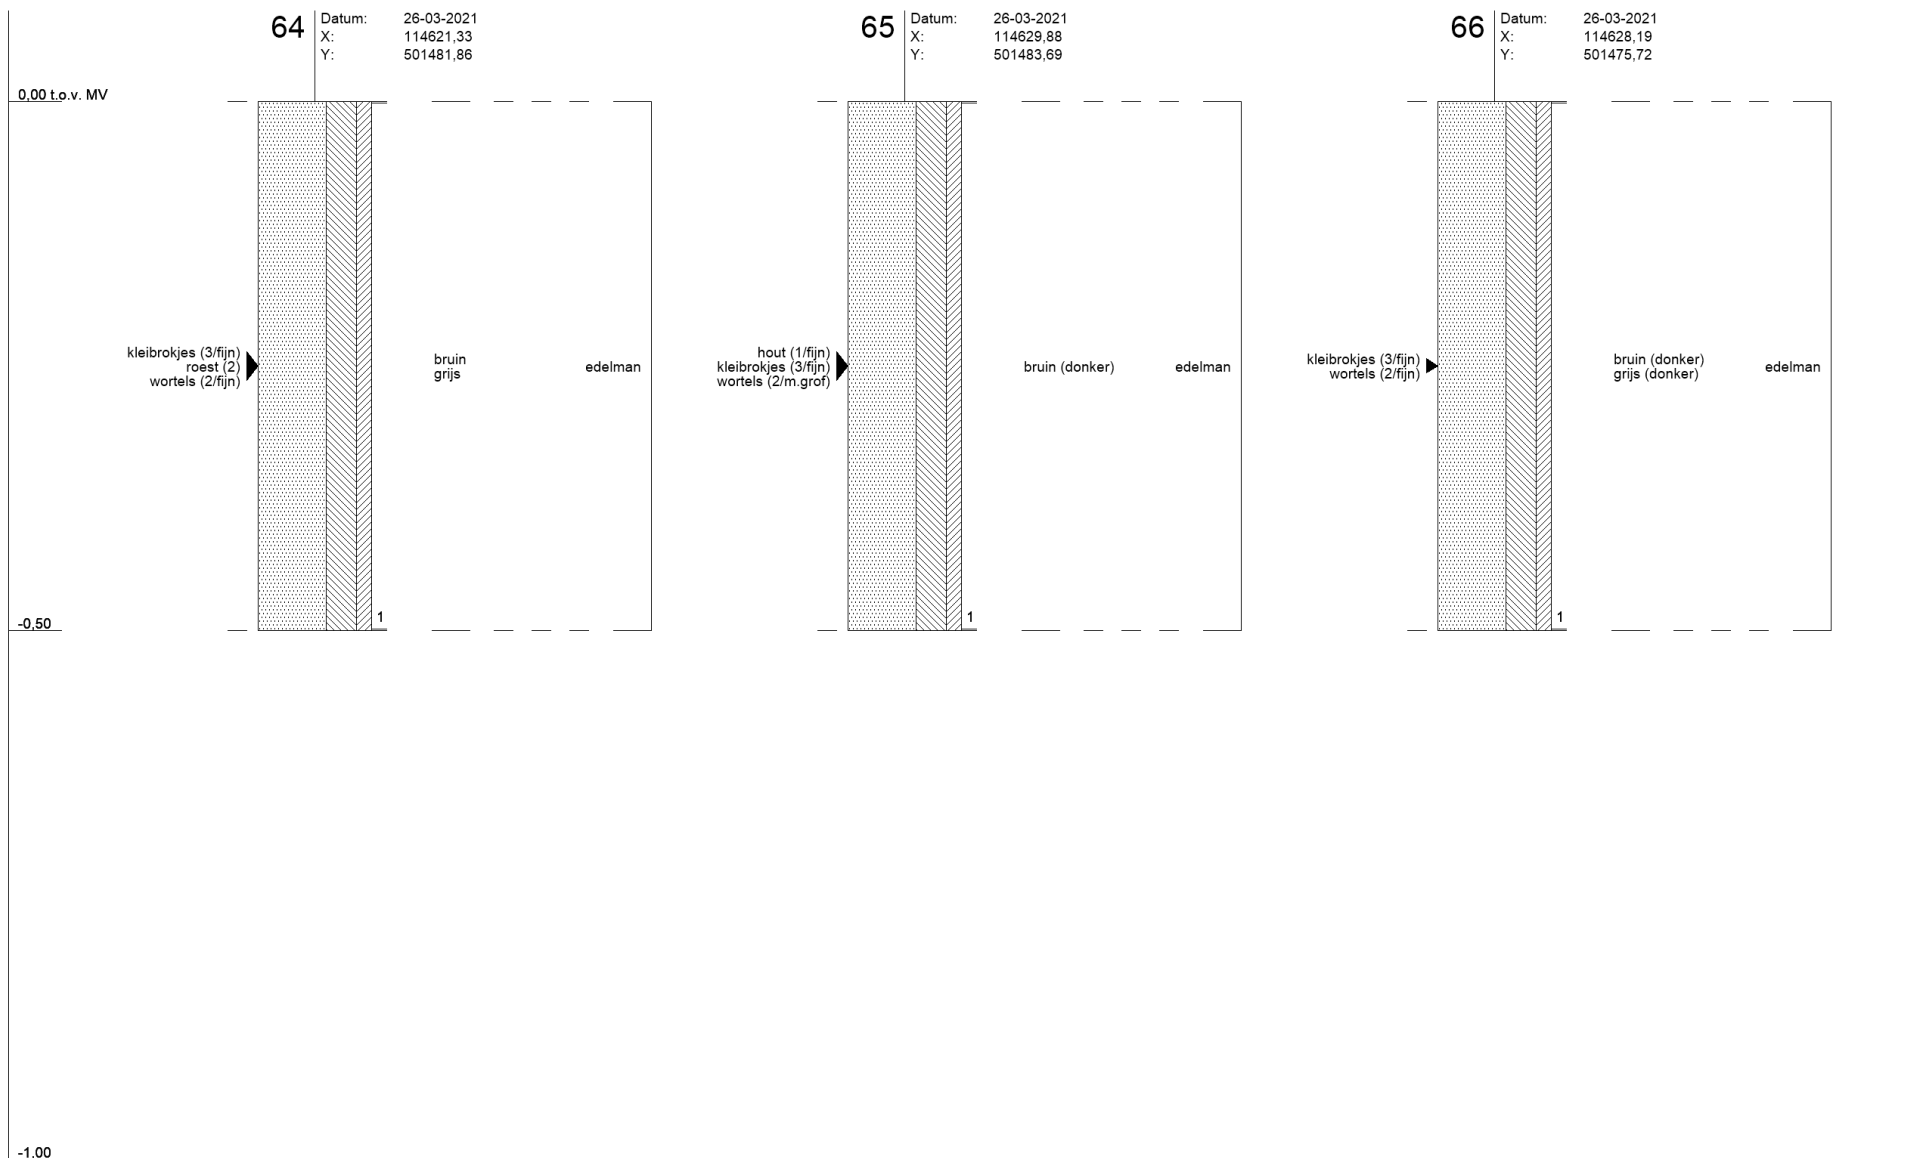 64
Datum: 26-03-2021
X: 114621,33
Y: 501481,86
65
Datum: 26-03-2021
X: 114629,88
Y: 501483,69
66
Datum: 26-03-2021
X: 114628,19
Y: 501475,72
0,00 t.o.v. MV
kleibrokjes (3/fijn)
roest (2)
wortels (2/fijn)
bruin
grijs
edelman
1
hout (1/fijn)
kleibrokjes (3/fijn)
wortels (2/m.grof)
bruin (donker)
edelman
1
kleibrokjes (3/fijn)
wortels (2/fijn)
bruin (donker)
grijs (donker)
edelman
1
-0,50
-1,00